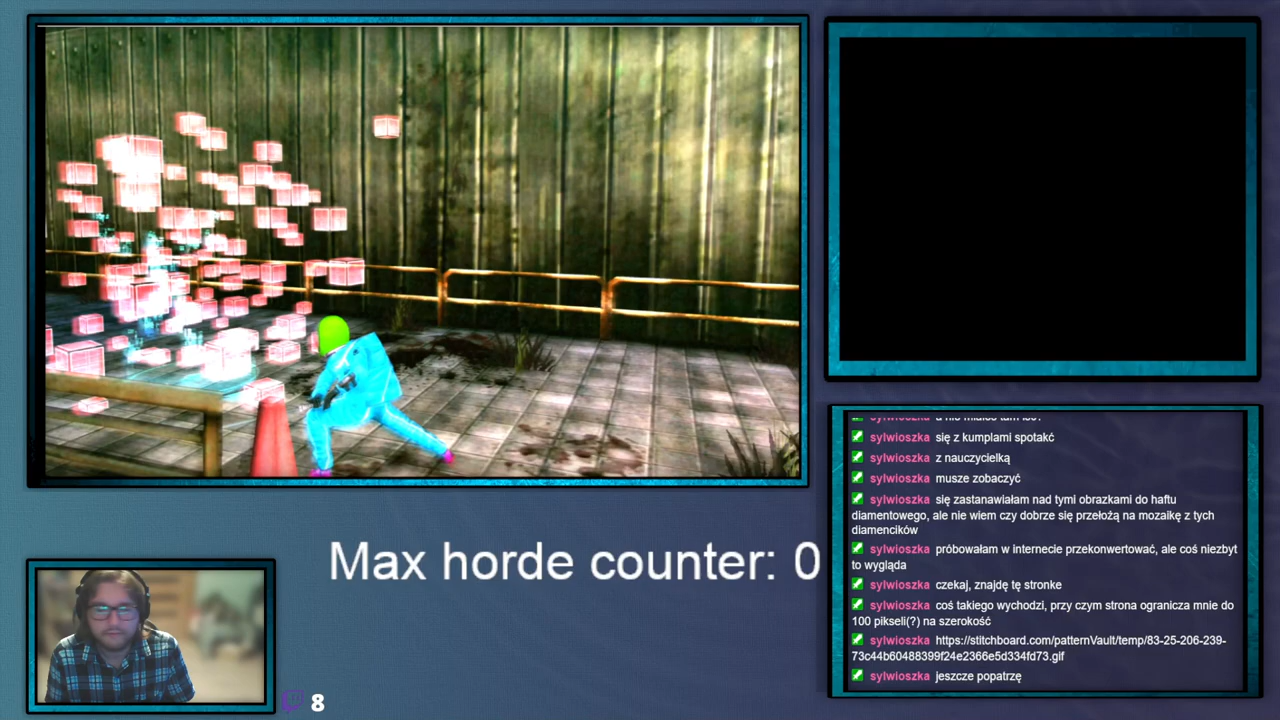 Max horde counter: 0
8
sylwioszka się z kumplami spotakć
sylwioszka z nauczycielką
sylwioszka musze zobaczyć
sylwioszka się zastanawiałam nad tymi obrazkami do haftu
diamentowego, ale nie wiem czy dobrze się przełożą na mozaikę z tych
diamencików
sylwioszka próbowałam w internecie przekonwertować, ale coś niezbyt
to wygląda
sylwioszka czekaj, znajdę tę stronke
sylwioszka coś takiego wychodzi, przy czym strona ogranicza mnie do
100 pikseli(?) na szerokość
sylwioszka https://stitchboard.com/patternVault/temp/83-25-206-239-
73c44b60488399f24e2366e5d334fd73.gif
sylwioszka jeszcze popatrzę